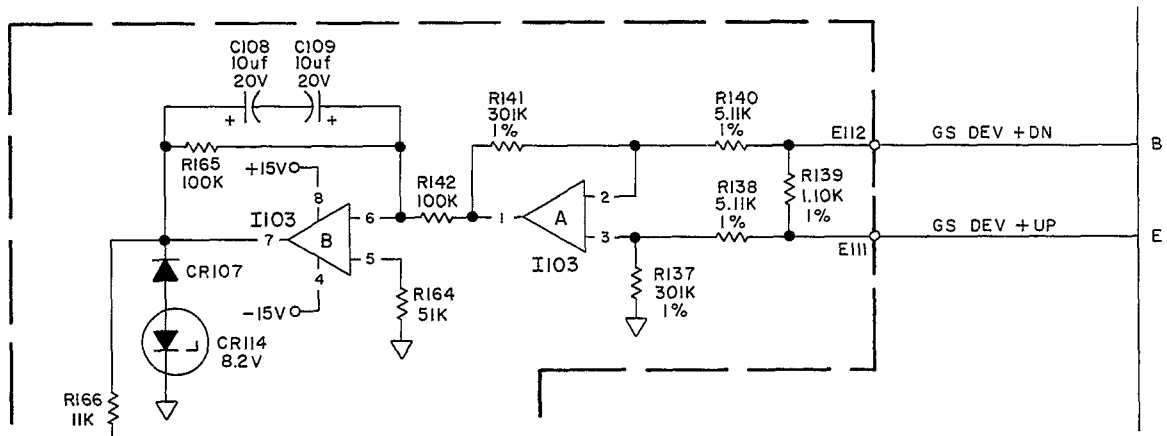 C108
10uf
20V
C109
10uf
20V
+
+
R165
100K
+15V
8
I103
7
B
6
5
4
-15V
CR107
CR114
8.2V
R166
11K
R164
51K
R142
100K
R141
301K
1%
1
A
2
3
I103
R140
5.11K
1%
R138
5.11K
1%
R137
301K
1%
R139
1.10K
1%
E112
GS DEV +DN
B
E111
GS DEV +UP
E